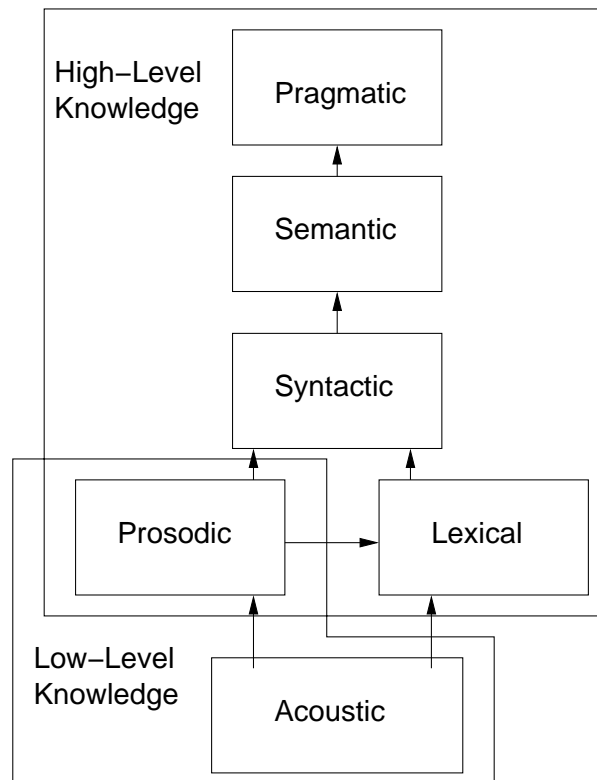 High−Level
Knowledge
Pragmatic
Semantic
Syntactic
Prosodic
Lexical
Low−Level
Knowledge
Acoustic